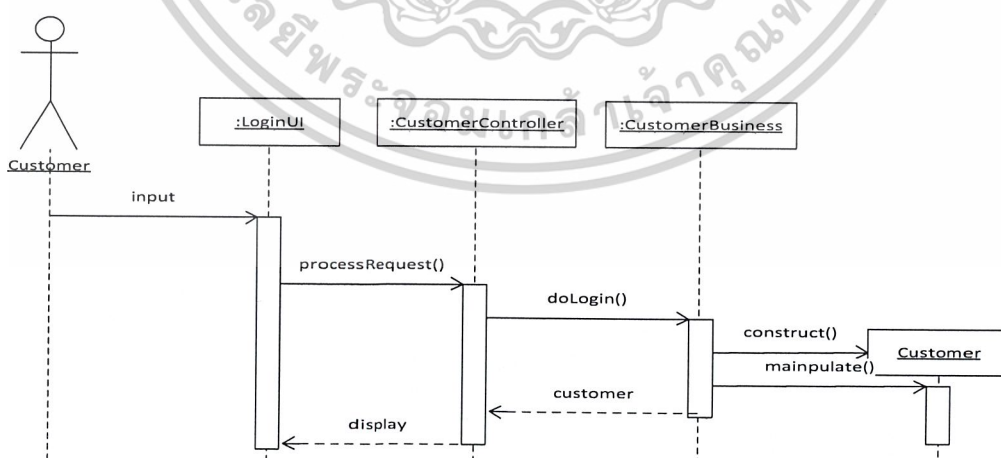 :LoginUI
:CustomerController
:CustomerBusiness
Customer
input
processRequest()
doLogin()
construct()
Customer
mainpulate()
customer
display